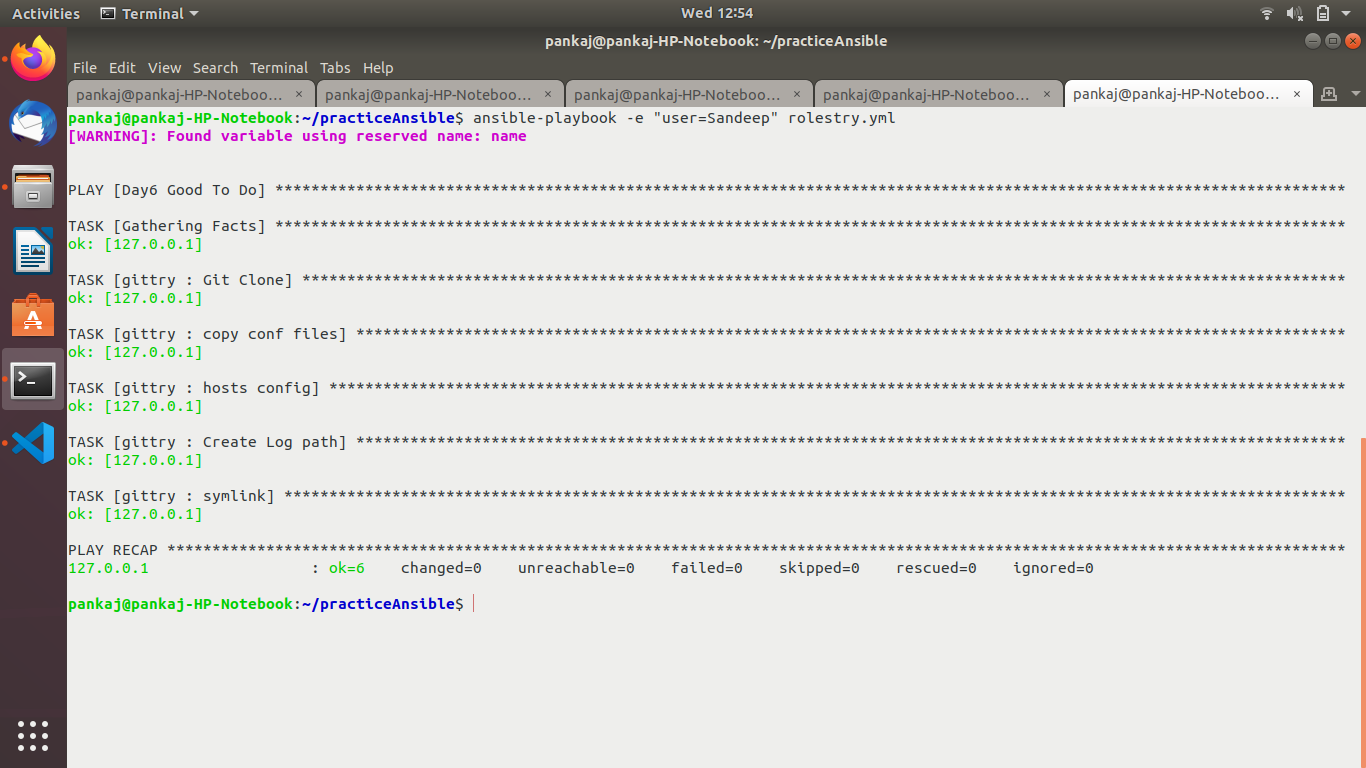 Activities Terminal Wed 12:54
pankaj@pankaj-HP-Notebook: ~/practiceAnsible
File Edit View Search Terminal Tabs Help
pankaj@pankaj-HP-Noteboo… × pankaj@pankaj-HP-Noteboo… × pankaj@pankaj-HP-Noteboo… × pankaj@pankaj-HP-Noteboo… × pankaj@pankaj-HP-Noteboo… ×
pankaj@pankaj-HP-Notebook:~/practiceAnsible$ ansible-playbook -e "user=Sandeep" rolestry.yml
[WARNING]: Found variable using reserved name: name
PLAY [Day6 Good To Do] ***********************************************************************************************************************
TASK [Gathering Facts] ***********************************************************************************************************************
ok: [127.0.0.1]
TASK [gittry : Git Clone] ********************************************************************************************************************
ok: [127.0.0.1]
TASK [gittry : copy conf files] **************************************************************************************************************
ok: [127.0.0.1]
TASK [gittry : hosts config] *****************************************************************************************************************
ok: [127.0.0.1]
TASK [gittry : Create Log path] **************************************************************************************************************
ok: [127.0.0.1]
TASK [gittry : symlink] **********************************************************************************************************************
ok: [127.0.0.1]
PLAY RECAP ***********************************************************************************************************************************
127.0.0.1 : ok=6 changed=0 unreachable=0 failed=0 skipped=0 rescued=0 ignored=0
pankaj@pankaj-HP-Notebook:~/practiceAnsible$